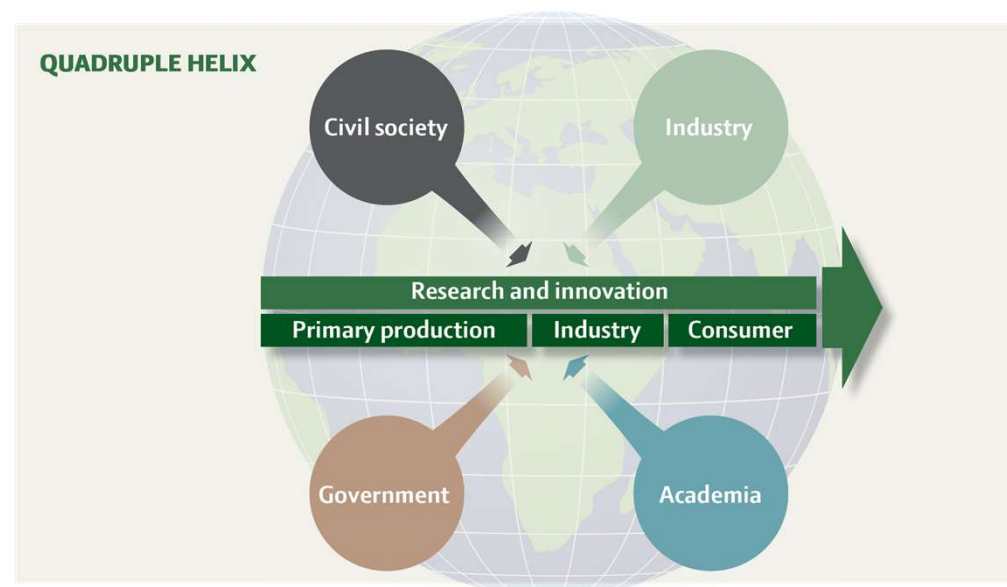 QUADRUPLE HELIX
Civil society
Industry
Research and innovation
Primary production
Industry
Consumer
Government
Academia